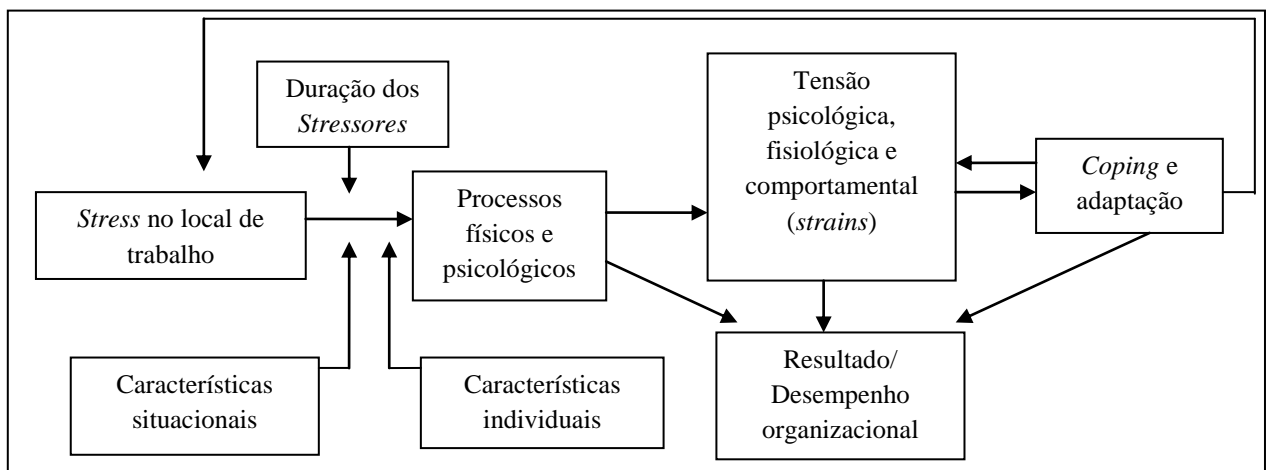 Duração dos
Stressores
Tensão
psicológica,
fisiológica e
comportamental
(strains)
Coping e
adaptação
Stress no local de
trabalho
Processos
físicos e
psicológicos
Características
situacionais
Características
individuais
Resultado/
Desempenho
organizacional